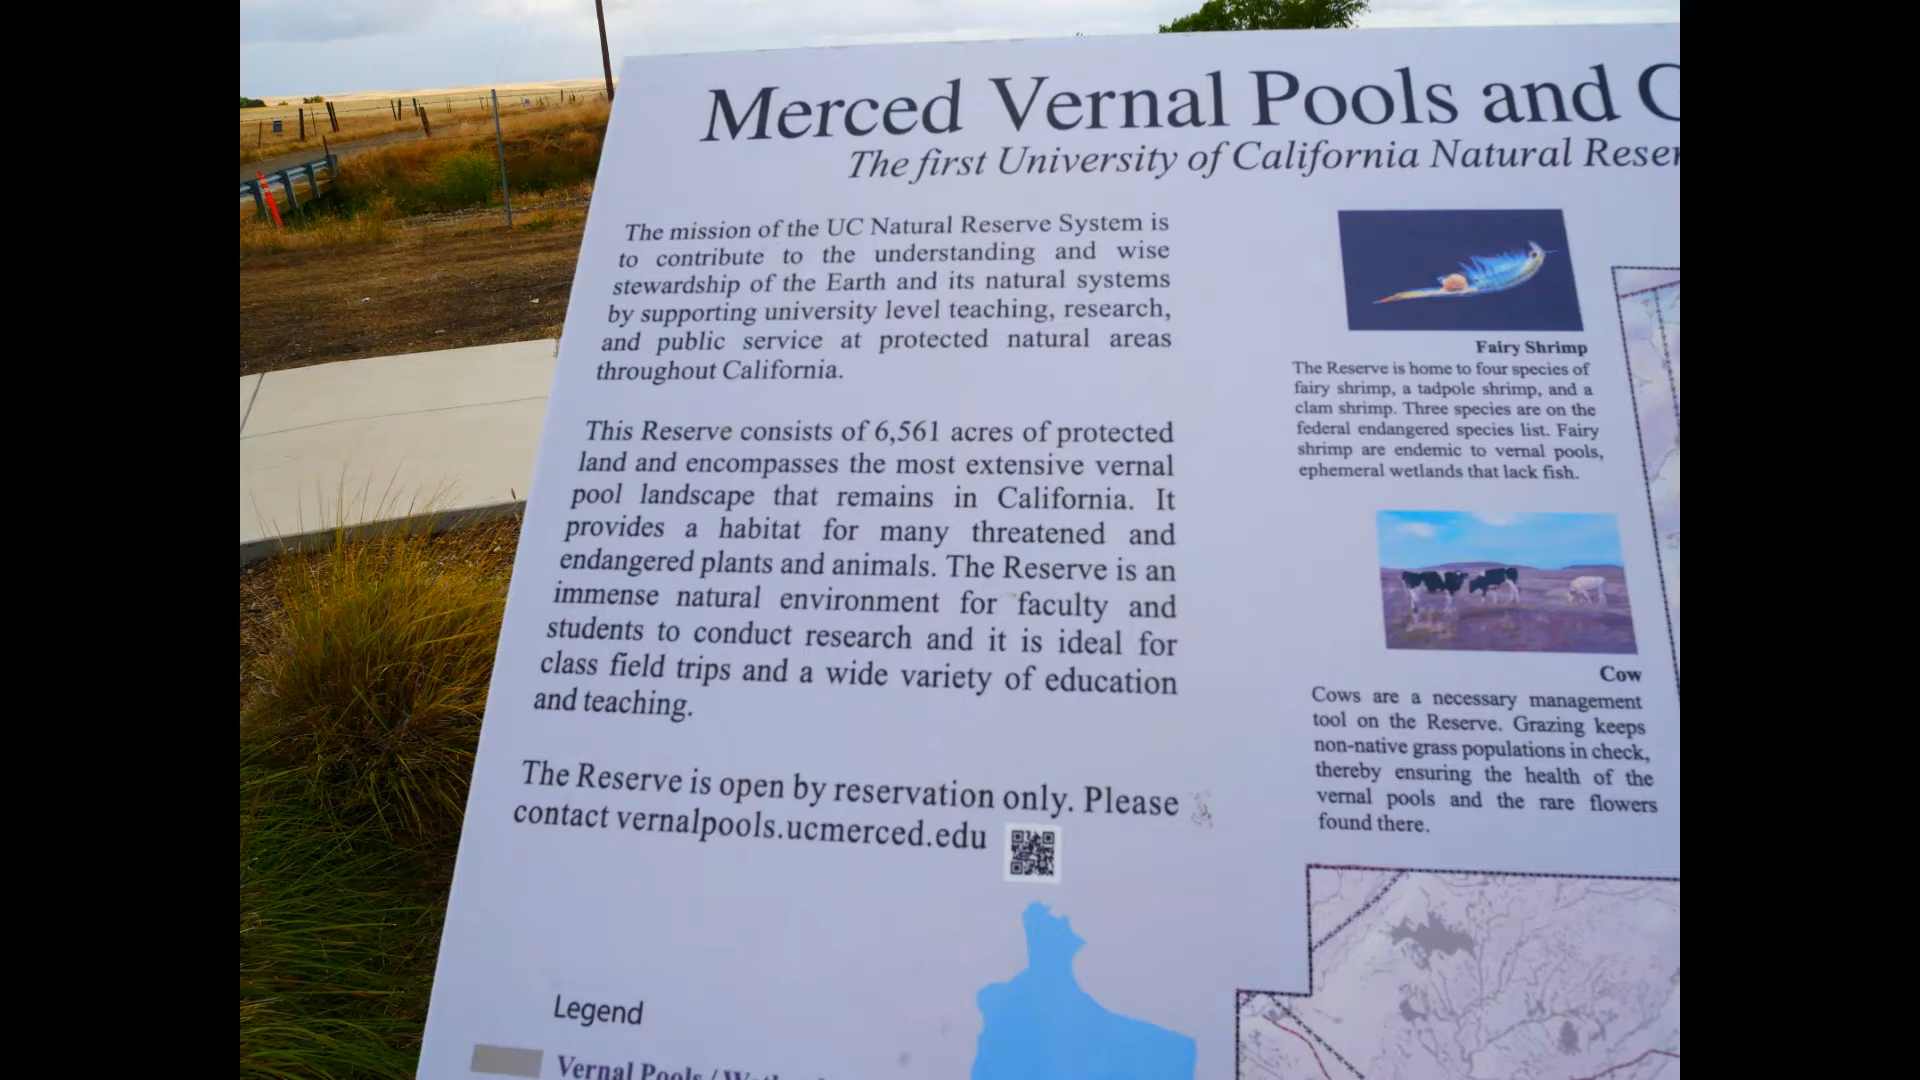 Merced Vernal Pools and
The first University of California Natural
The mission of the UC Natural Reserve System is
to contribute to the understanding and wise
stewardship of the Earth and its natural systems
by supporting university level teaching, research,
and public service at protected natural areas
throughout California.
This Reserve consists of 6,561 acres of protected
land and encompasses the most extensive vernal
pool landscape that remains in California. It
provides a habitat for many threatened and
endangered plants and animals. The Reserve is an
immense natural environment for faculty and
students to conduct research and it is ideal for
class field trips and a wide variety of education
and teaching.
The Reserve is open by reservation only. Please
contact vernalpools.ucmerced.edu
Legend
Vernal Pools /
Fairy Shrimp
The Reserve is home to four species of
fairy shrimp, a tadpole shrimp, and a
clam shrimp. Three species are on the
federal endangered species list. Fairy
shrimp are endemic to vernal pools,
ephemeral wetlands that lack fish.
Cow
Cows are a necessary management
tool on the Reserve. Grazing keeps
non-native grass populations in check,
thereby ensuring the health of the
vernal pools and the rare flowers
found there.